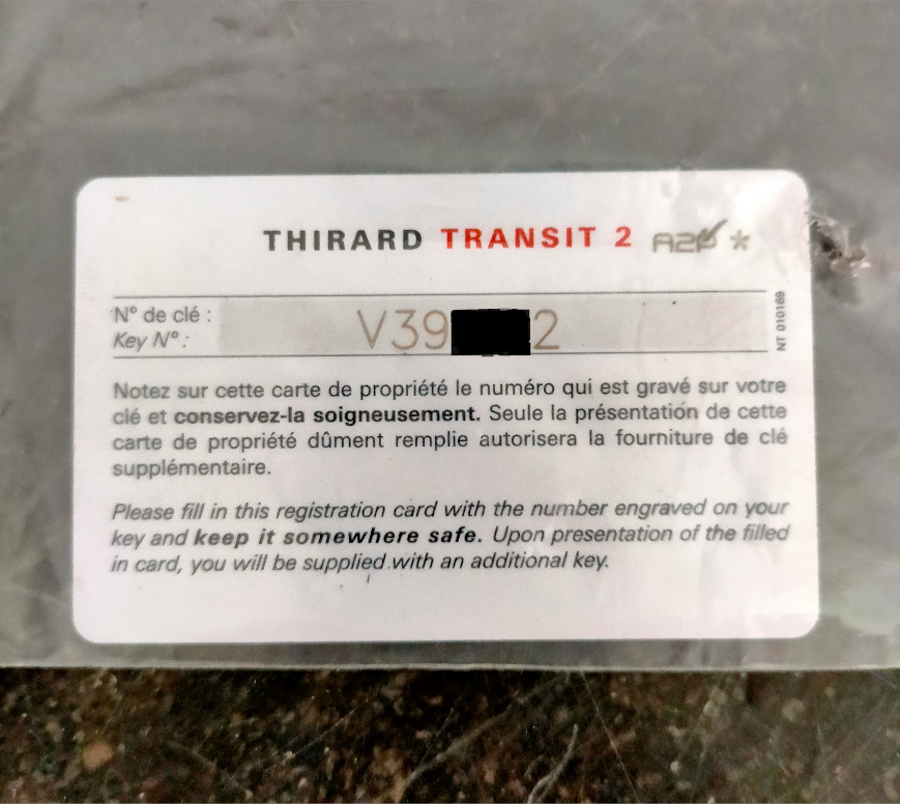 THIRARD TRANSIT 2 A2P *
N° de clé :
Key N° :
V39 2
NT 010169
Notez sur cette carte de propriété le numéro qui est gravé sur votre
clé et conservez-la soigneusement. Seule la présentation de cette
carte de propriété dûment remplie autorisera la fourniture de clé
supplémentaire.
Please fill in this registration card with the number engraved on your
key and keep it somewhere safe. Upon presentation of the filled
in card, you will be supplied with an additional key.